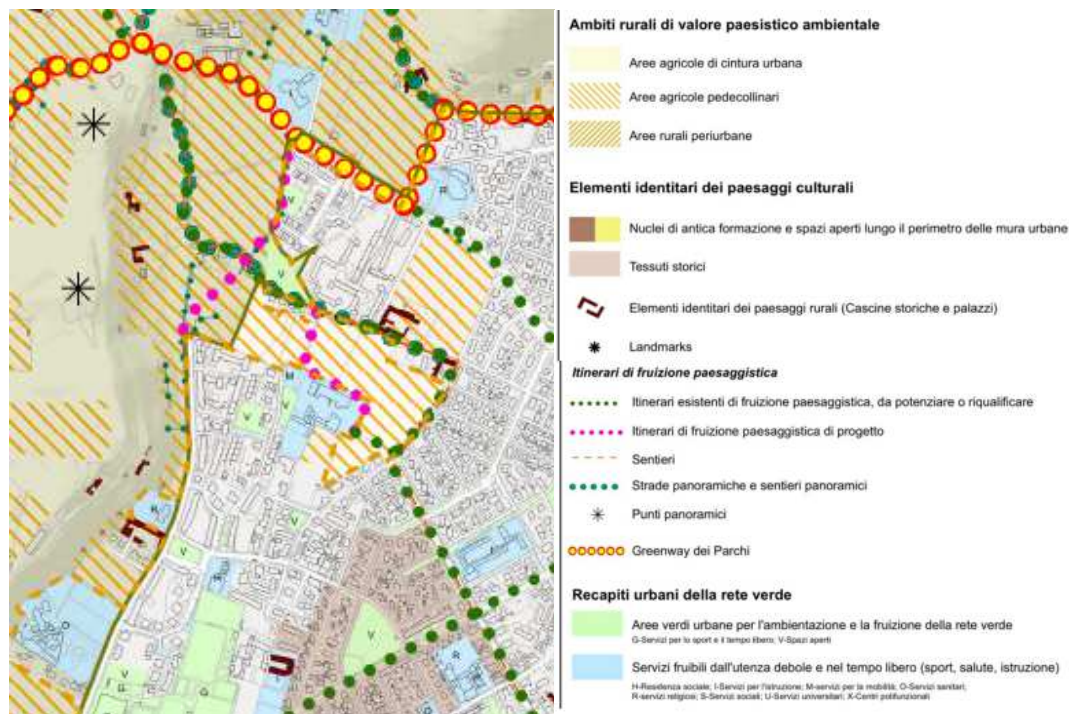 Ambiti rurali di valore paesistico ambientale
Aree agricole di cintura urbana
Aree agricole pedecollinari
Aree rurali periurbane
Elementi identitari dei paesaggi culturali
Nuclei di antica formazione e spazi aperti lungo il perimetro delle mura urbane
Tessuti storici
Elementi identitari dei paesaggi rurali (Cascine storiche e palazzi)
Landmarks
Itinerari di fruizione paesaggistica
Itinerari esistenti di fruizione paesaggistica, da potenziare o riqualificare
Itinerari di fruizione paesaggistica di progetto
Sentieri
Strade panoramiche e sentieri panoramici
Punti panoramici
Greenway dei Parchi
Recapiti urbani della rete verde
Aree verdi urbane per l'ambientazione e la fruizione della rete verde
G-Servizi per lo sport e il tempo libero; V-Spazi aperti
Servizi fruibili dall'utenza debole e nel tempo libero (sport, salute, istruzione)
H-Residenza sociale; I-Servizi per l'istruzione; M-servizi per la mobilità; O-Servizi sanitari;
R-servizi religiosi; S-Servizi sociali; U-Servizi universitari; X-Centri polifunzionali
R
V
V
M
V
V
R
V
V
R
I
O
V
R
V
G
G